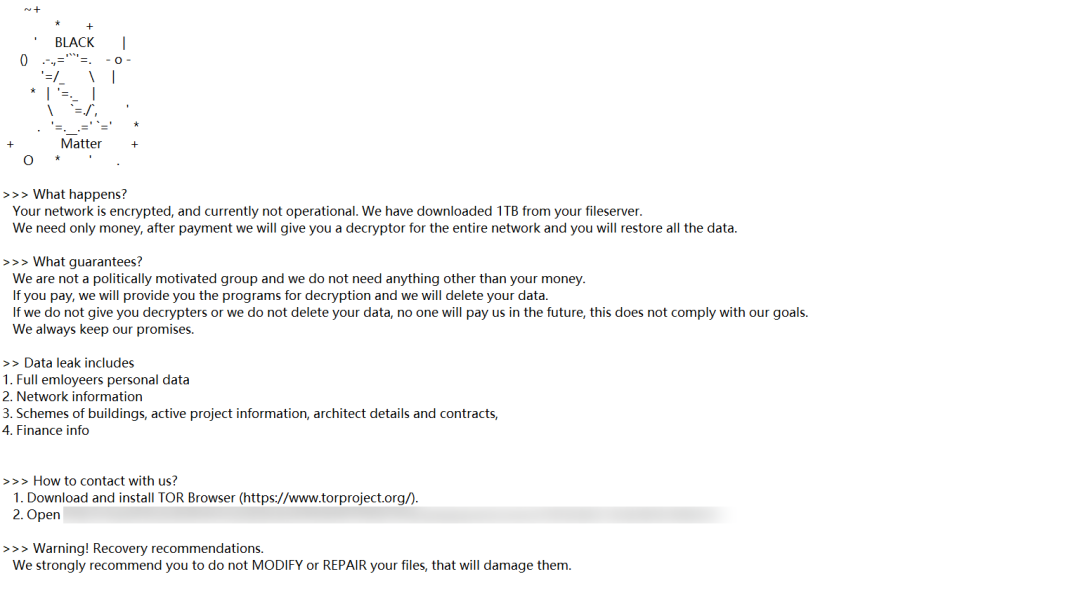 ~+
* +
' BLACK |
() .-.,='``'=. - o -
'=/_ \ |
* | '=._ |
\ `=./`, '
. '=.__.=' `=' *
+ Matter +
O * ' .
>>> What happens?
Your network is encrypted, and currently not operational. We have downloaded 1TB from your fileserver.
We need only money, after payment we will give you a decryptor for the entire network and you will restore all the data.
>>> What guarantees?
We are not a politically motivated group and we do not need anything other than your money.
If you pay, we will provide you the programs for decryption and we will delete your data.
If we do not give you decrypters or we do not delete your data, no one will pay us in the future, this does not comply with our goals.
We always keep our promises.
>> Data leak includes
1. Full emloyeers personal data
2. Network information
3. Schemes of buildings, active project information, architect details and contracts,
4. Finance info
>>> How to contact with us?
1. Download and install TOR Browser (https://www.torproject.org/).
2. Open
>>> Warning! Recovery recommendations.
We strongly recommend you to do not MODIFY or REPAIR your files, that will damage them.